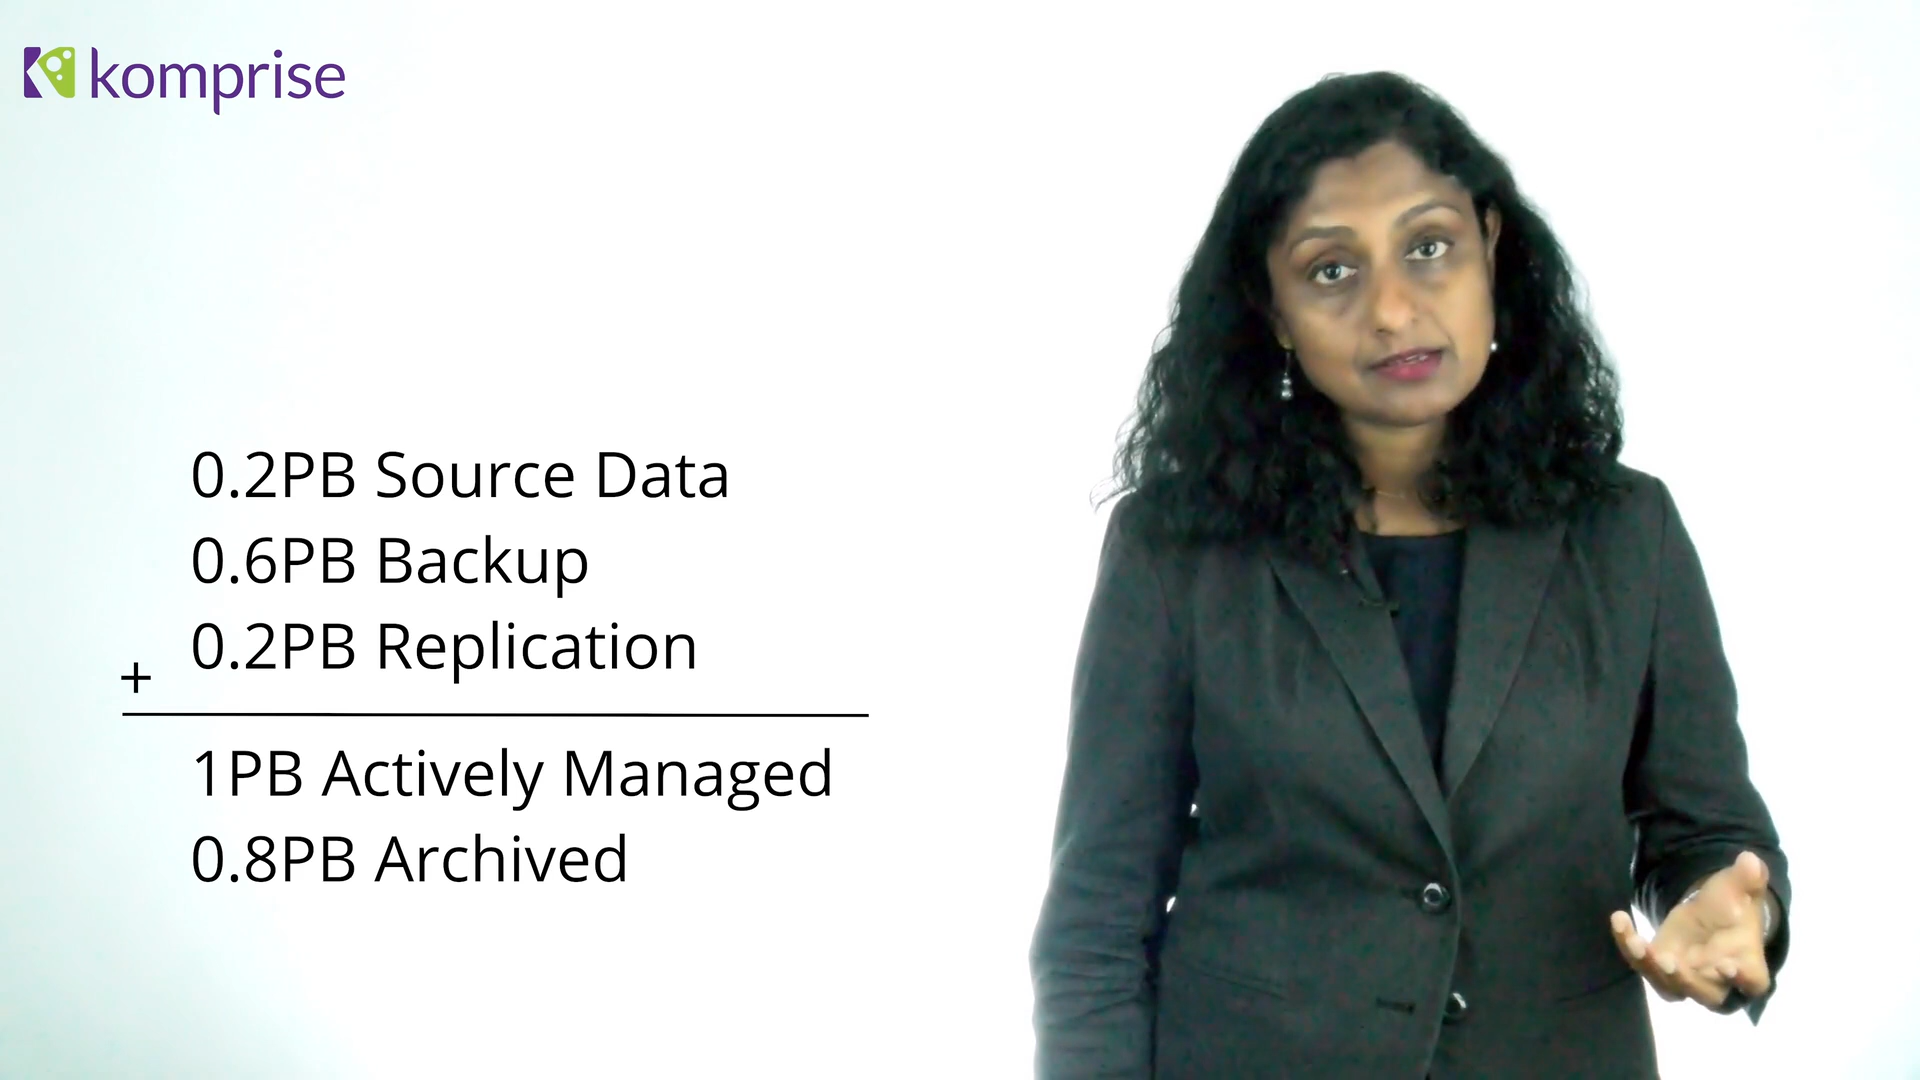 komprise
0.2PB Source Data
0.6PB Backup
0.2PB Replication
+
1PB Actively Managed
0.8PB Archived